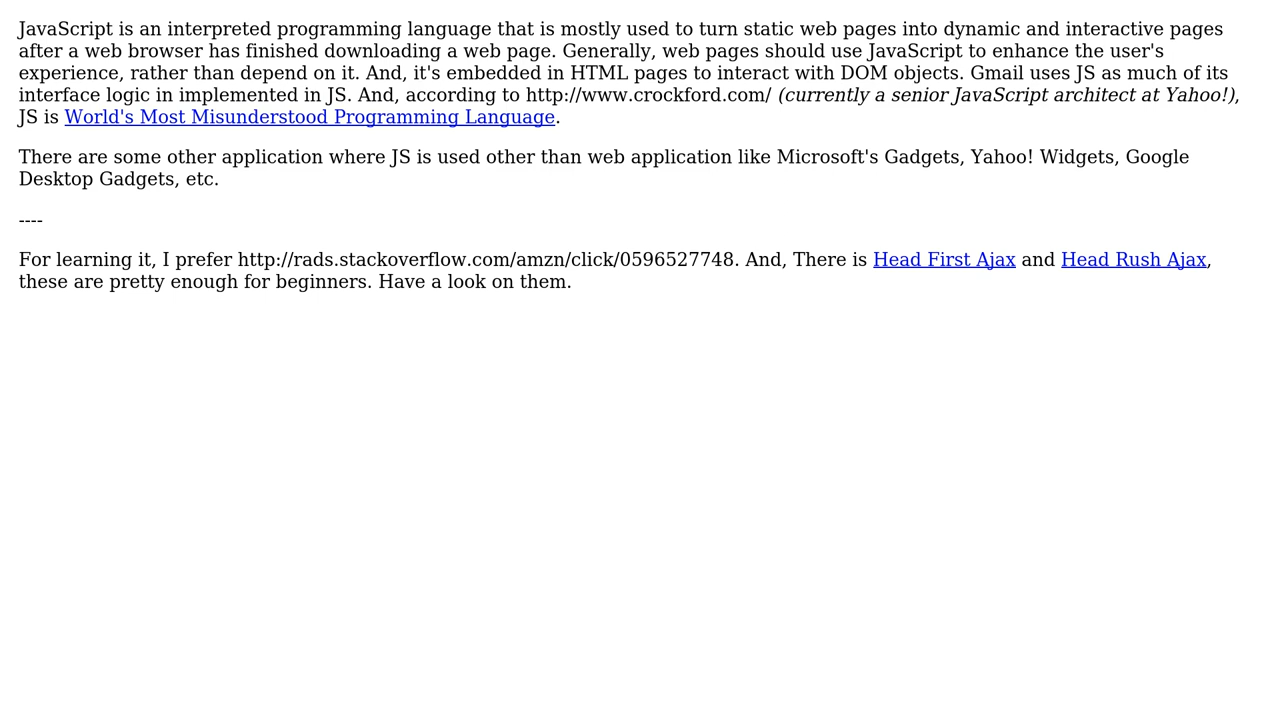 JavaScript is an interpreted programming language that is mostly used to turn static web pages into dynamic and interactive pages
after a web browser has finished downloading a web page. Generally, web pages should use JavaScript to enhance the user's
experience, rather than depend on it. And, it's embedded in HTML pages to interact with DOM objects. Gmail uses JS as much of its
interface logic in implemented in JS. And, according to http://www.crockford.com/ (currently a senior JavaScript architect at Yahoo!),
JS is World's Most Misunderstood Programming Language.
There are some other application where JS is used other than web application like Microsoft's Gadgets, Yahoo! Widgets, Google
Desktop Gadgets, etc.
----
For learning it, I prefer http://rads.stackoverflow.com/amzn/click/0596527748. And, There is Head First Ajax and Head Rush Ajax,
these are pretty enough for beginners. Have a look on them.